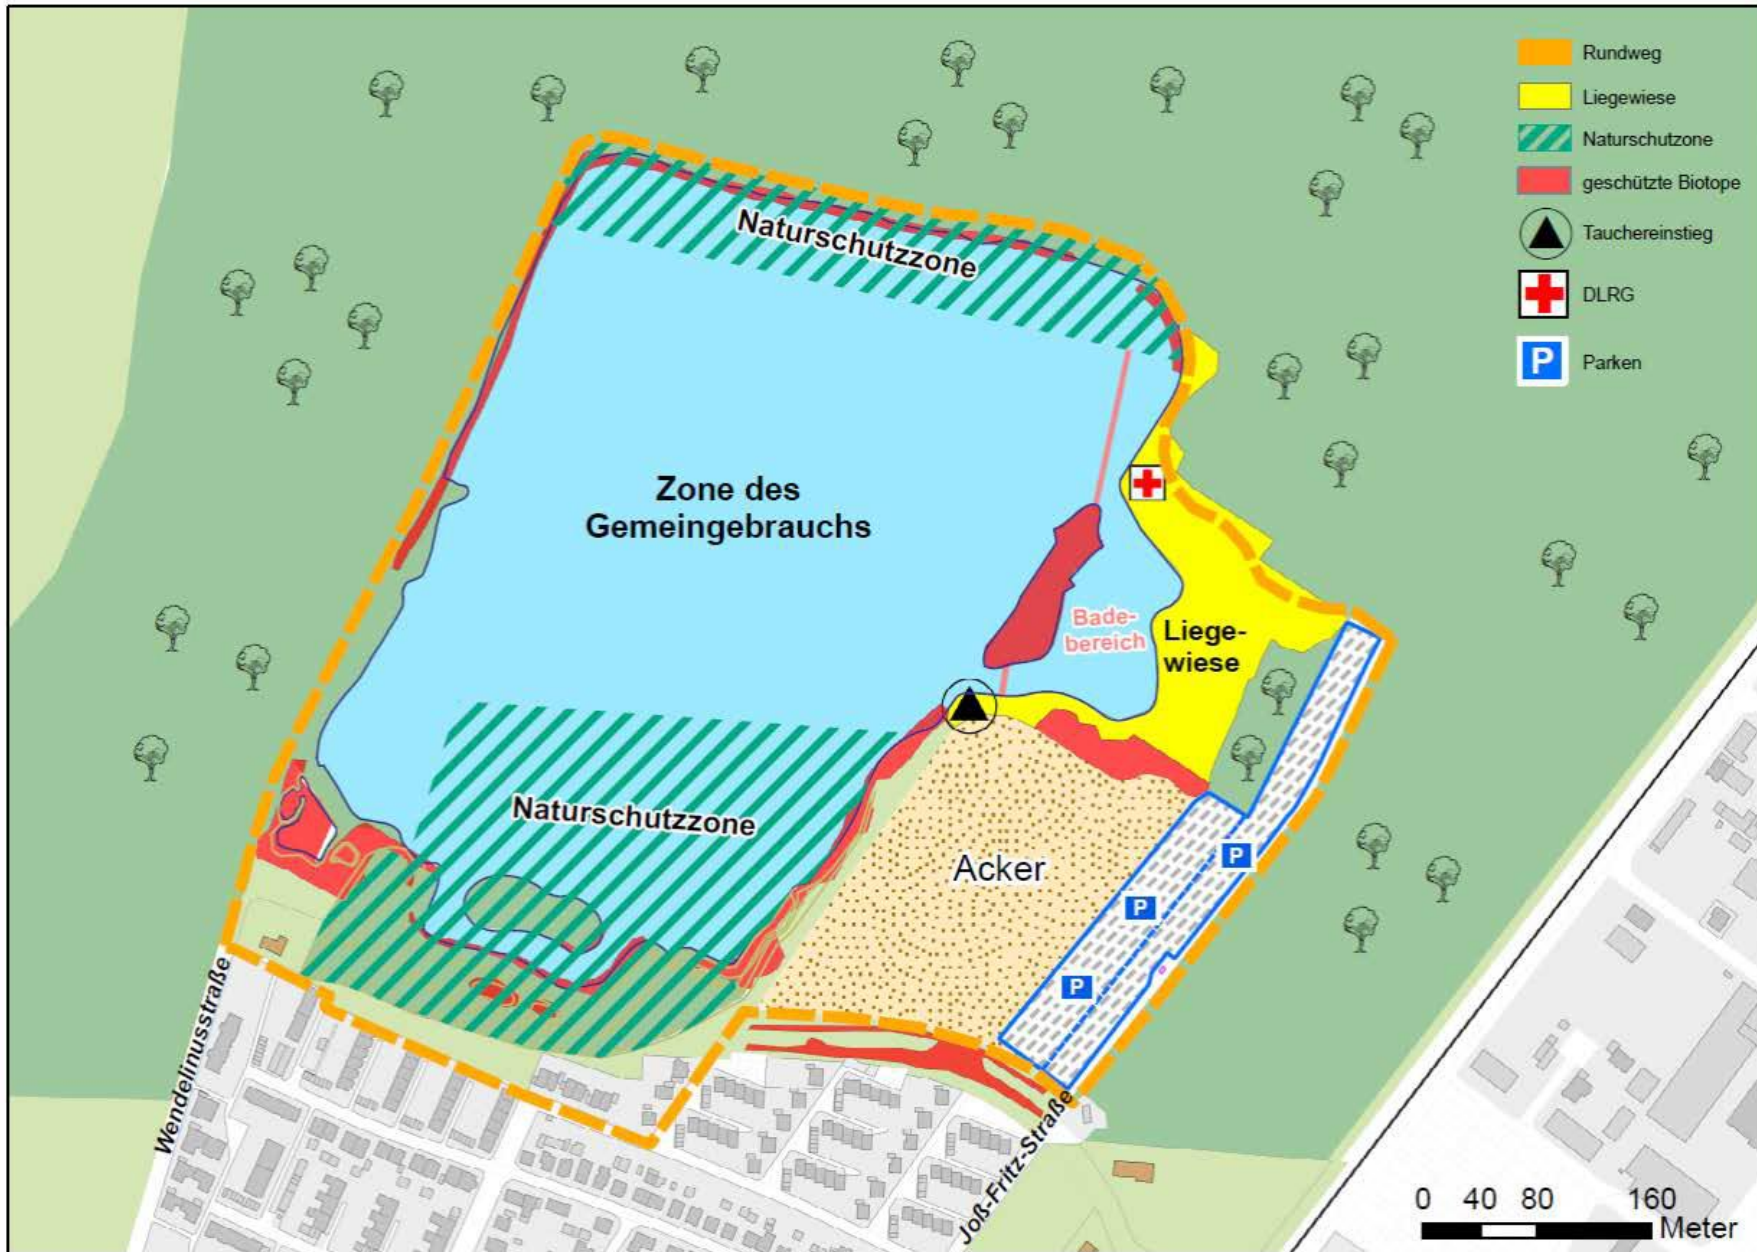 Rundweg
Liegewiese
Naturschutzone
geschützte Biotope
Tauchereinstieg
DLRG
P Parken
Naturschutzzone
Zone des
Gemeingebrauchs
Bade-
bereich
Liege-
wiese
Naturschutzzone
Acker
P
P
P
Wendelinusstraße
Joß-Fritz-Straße
0 40 80 160
Meter